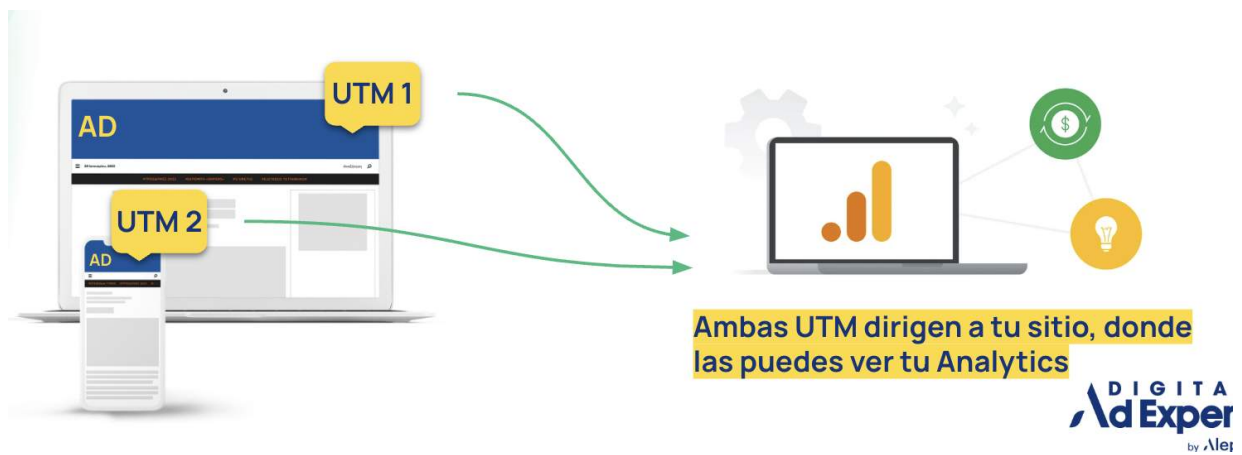 UTM 1
AD
UTM 2
AD
$
Ambas UTM dirigen a tu sitio, donde
las puedes ver tu Analytics
DIGITA
Ad Exper
by Alep